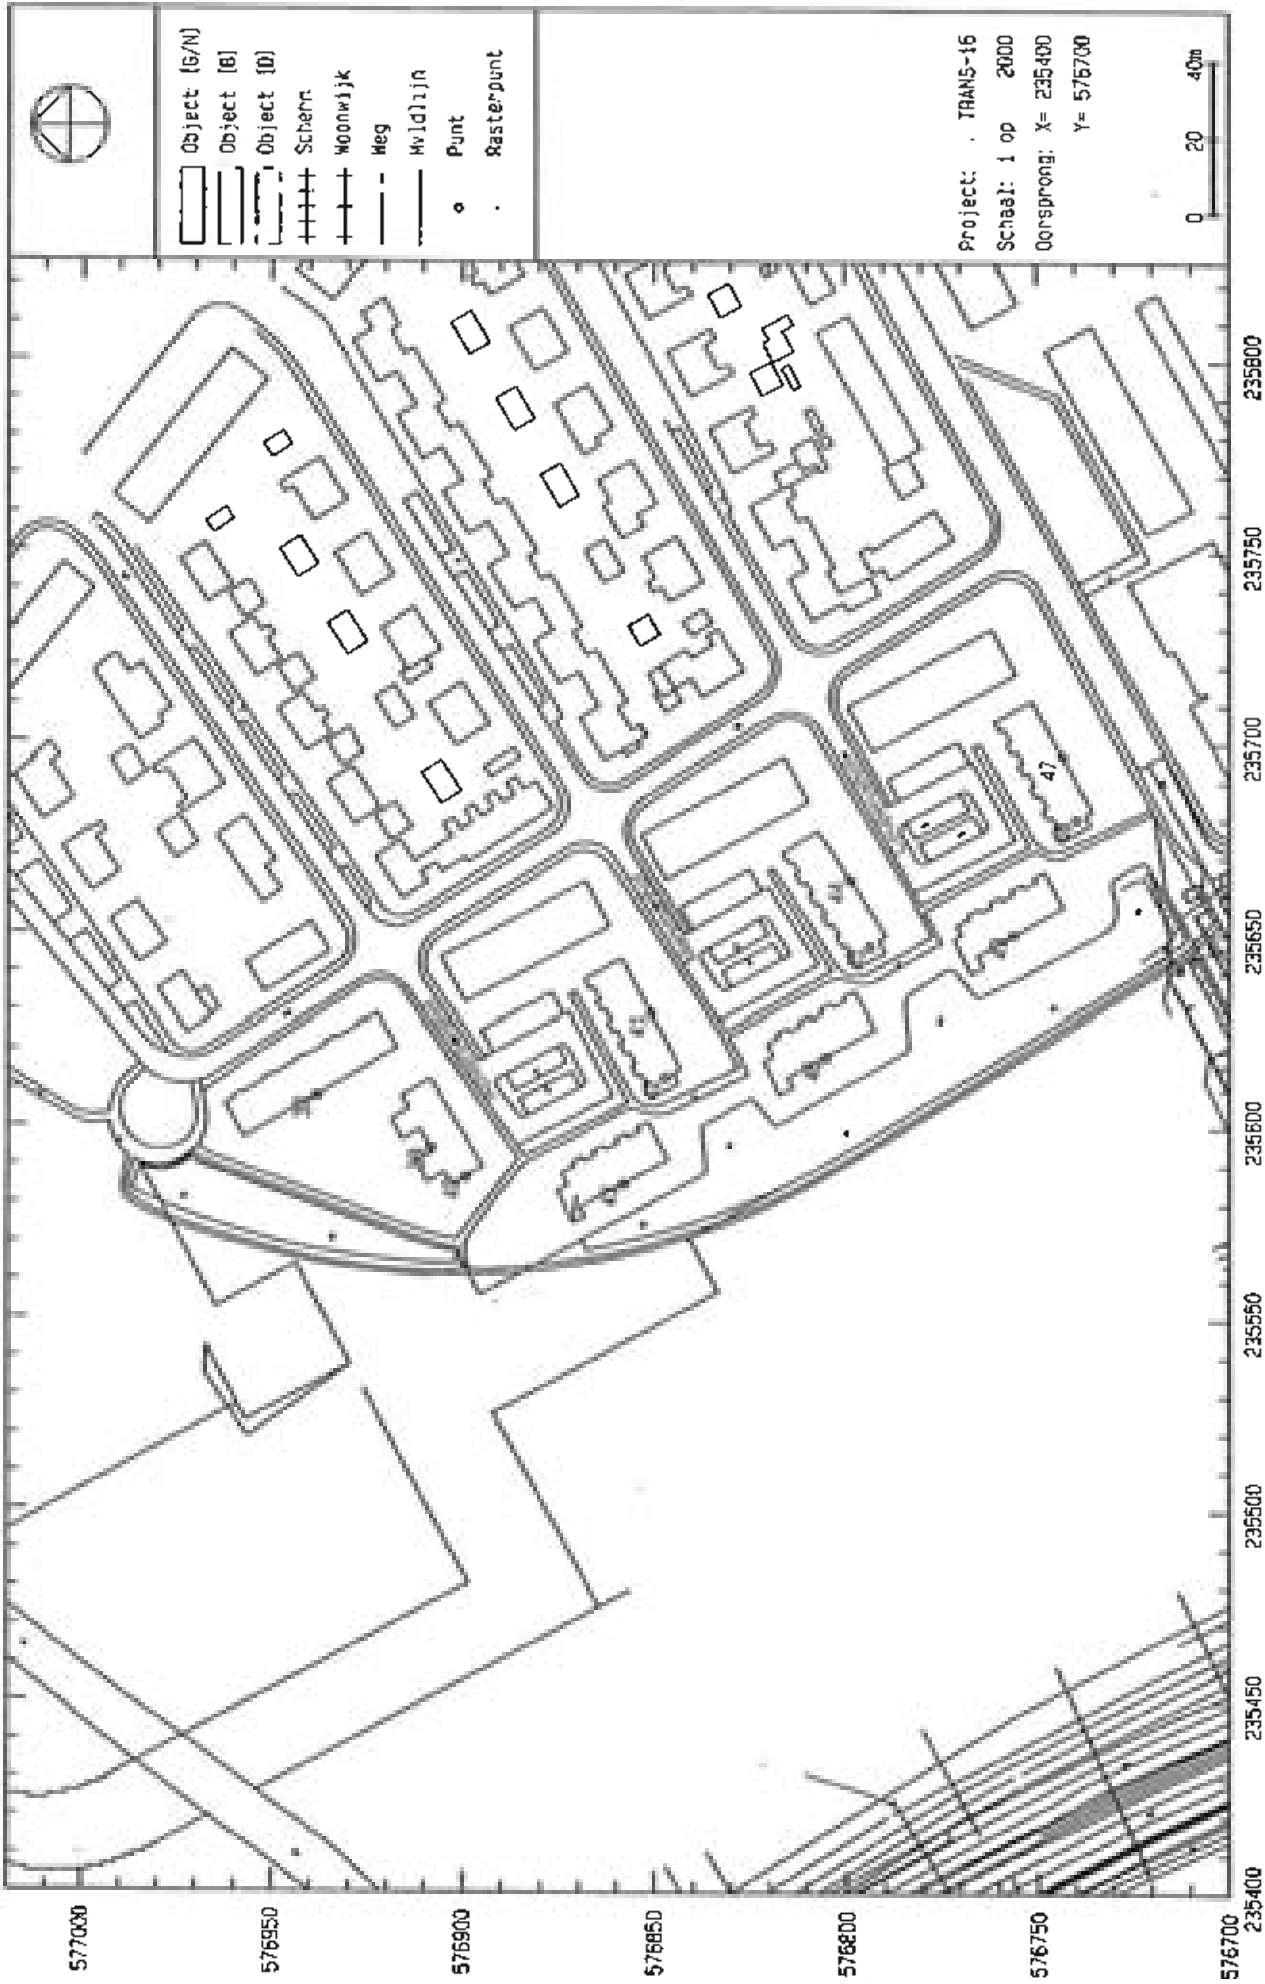 Object [G/N]
Object [B]
Object [O]
Scherm
Woonwijk
Weg
Mvldlijn
Punt
Rasterpunt
Project: . TRANS-16
Schaal: 1 op 2000
Oorsprong: X= 235400
Y= 576700
0 20 40m
577000
576950
576900
576850
576800
576750
576700
235400
235450
235500
235550
235600
235650
235700
235750
235800
47
44